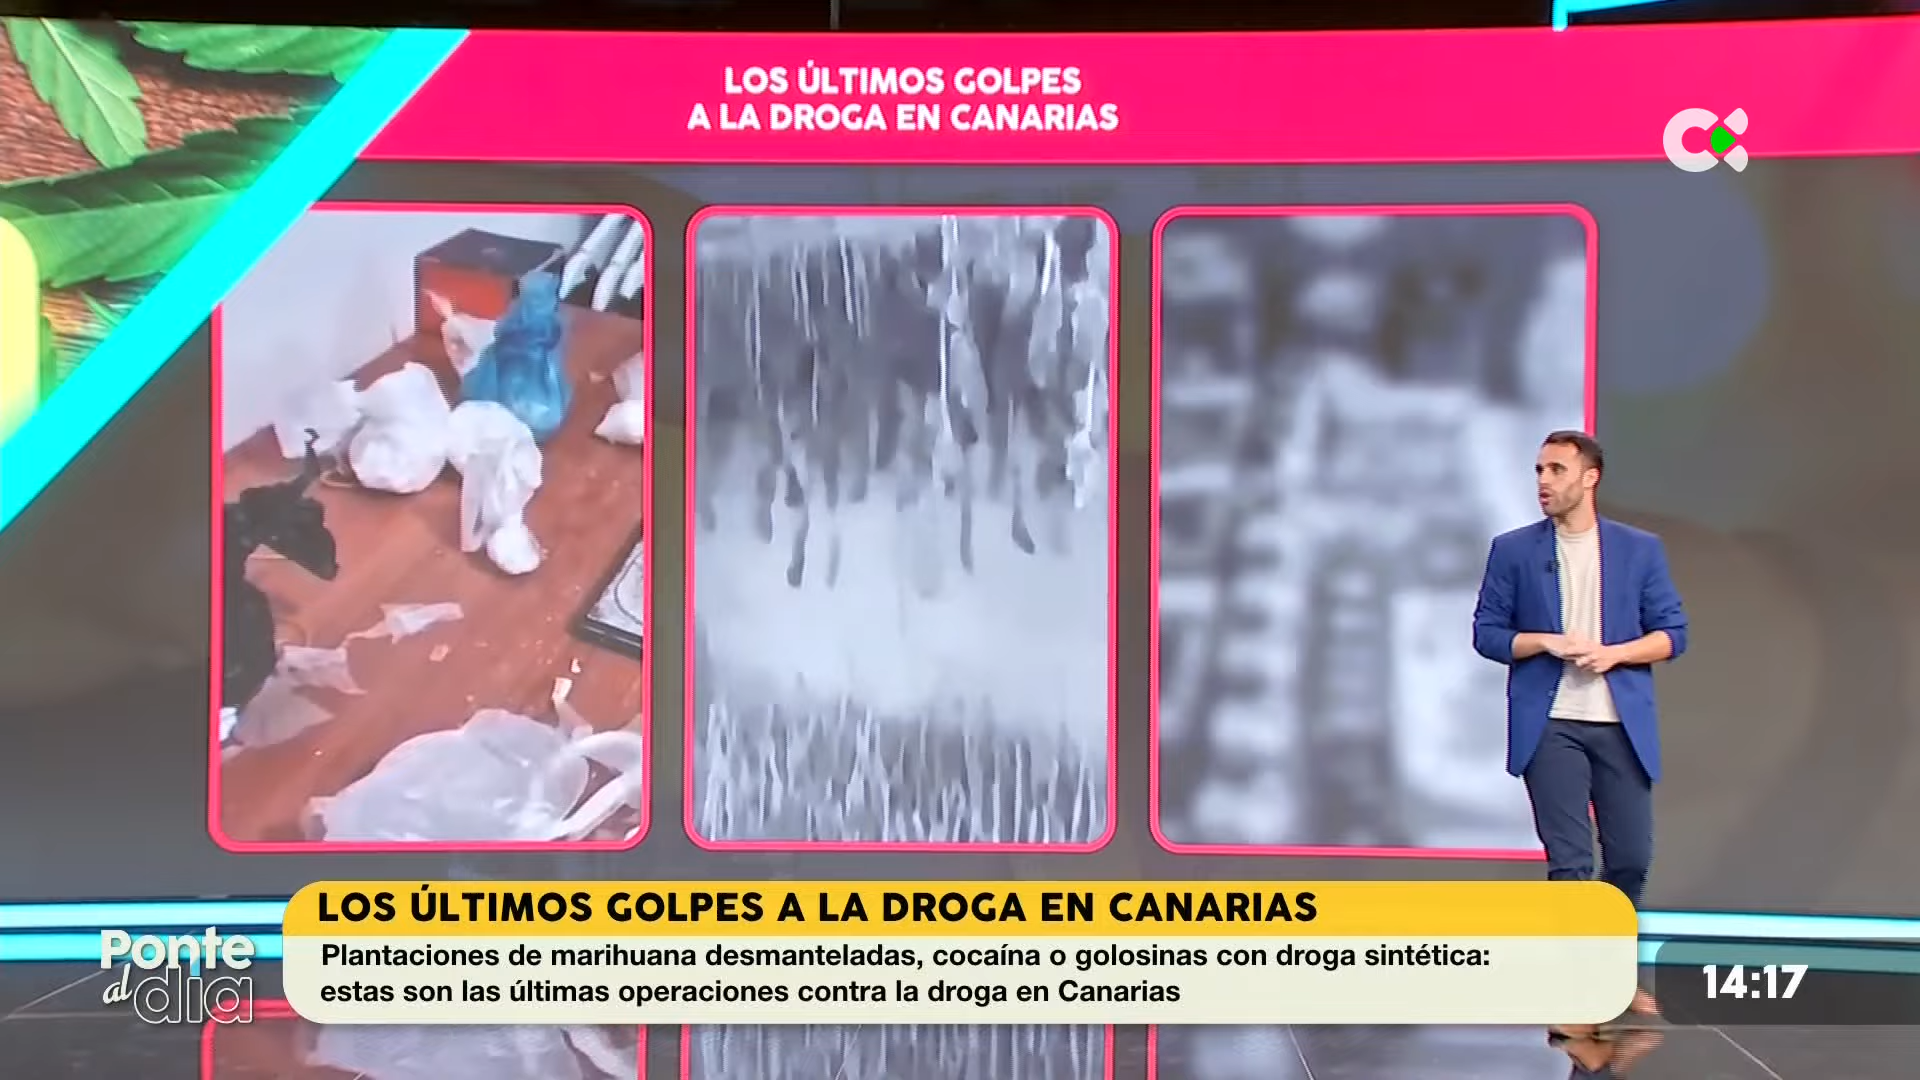 LOS ÚLTIMOS GOLPES
A LA DROGA EN CANARIAS
LOS ÚLTIMOS GOLPES A LA DROGA EN CANARIAS
Plantaciones de marihuana desmanteladas, cocaína o golosinas con droga sintética:
estas son las últimas operaciones contra la droga en Canarias
Ponte
al día
14:17